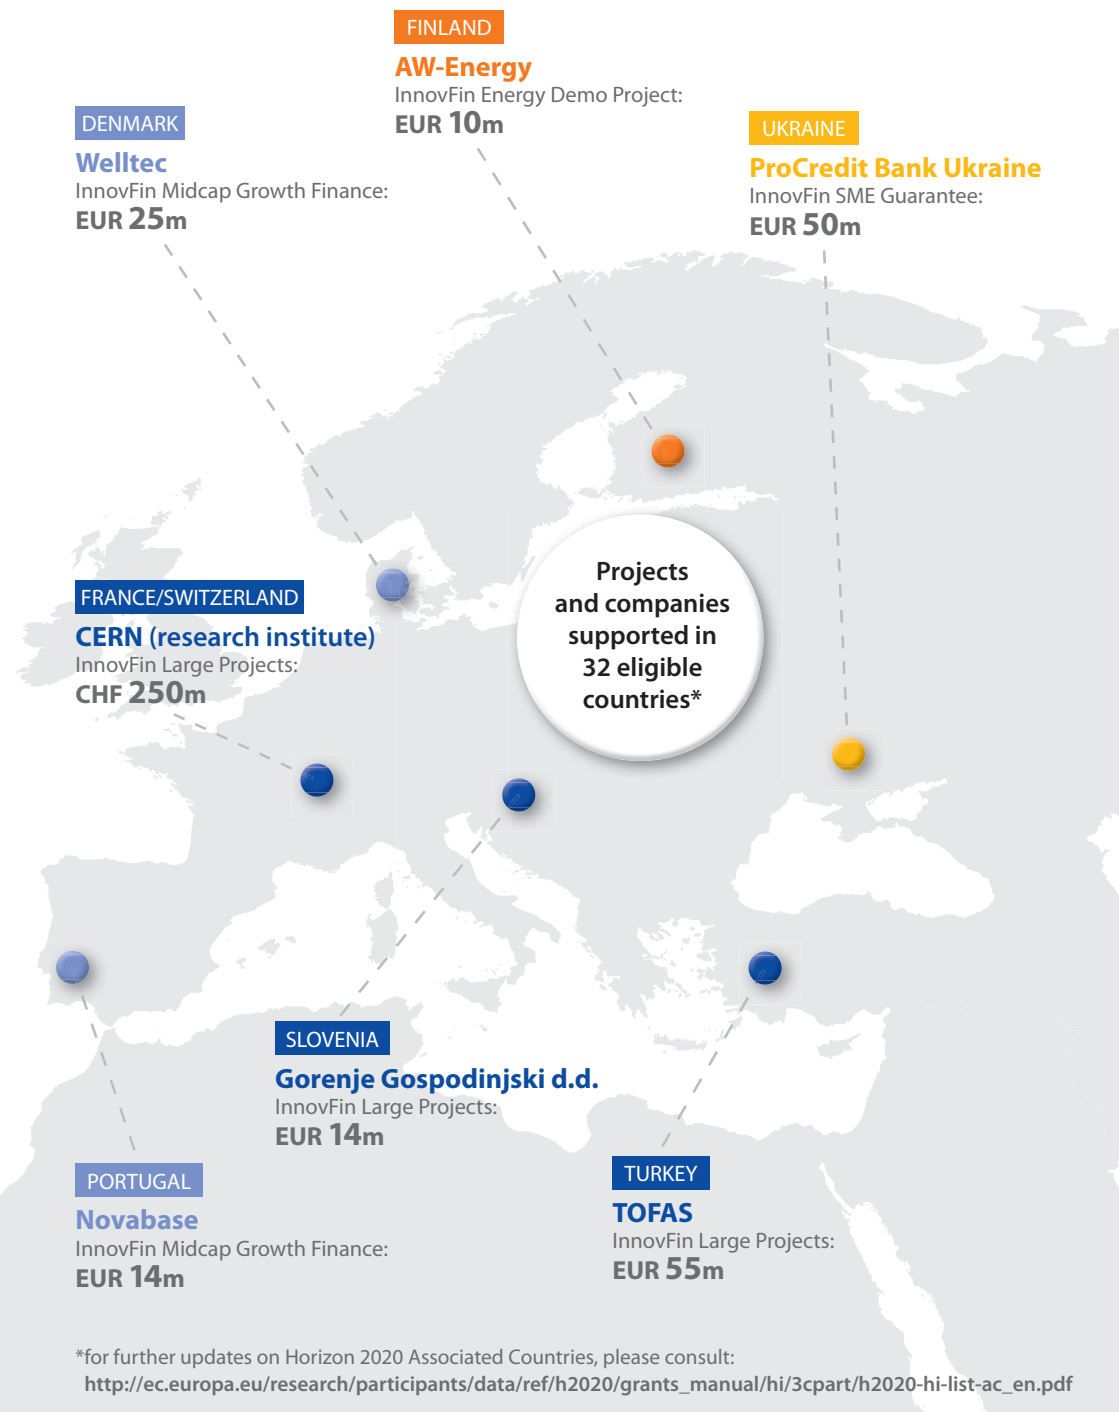 FINLAND
AW-Energy
InnovFin Energy Demo Project:
EUR 10m
DENMARK
Welltec
InnovFin Midcap Growth Finance:
EUR 25m
UKRAINE
ProCredit Bank Ukraine
InnovFin SME Guarantee:
EUR 50m
Projects
and companies
supported in
32 eligible
countries*
FRANCE/SWITZERLAND
CERN (research institute)
InnovFin Large Projects:
CHF 250m
SLOVENIA
Gorenje Gospodinjski d.d.
InnovFin Large Projects:
EUR 14m
PORTUGAL
Novabase
InnovFin Midcap Growth Finance:
EUR 14m
TURKEY
TOFAS
InnovFin Large Projects:
EUR 55m
*for further updates on Horizon 2020 Associated Countries, please consult:
http://ec.europa.eu/research/participants/data/ref/h2020/grants_manual/hi/3cpart/h2020-hi-list-ac_en.pdf